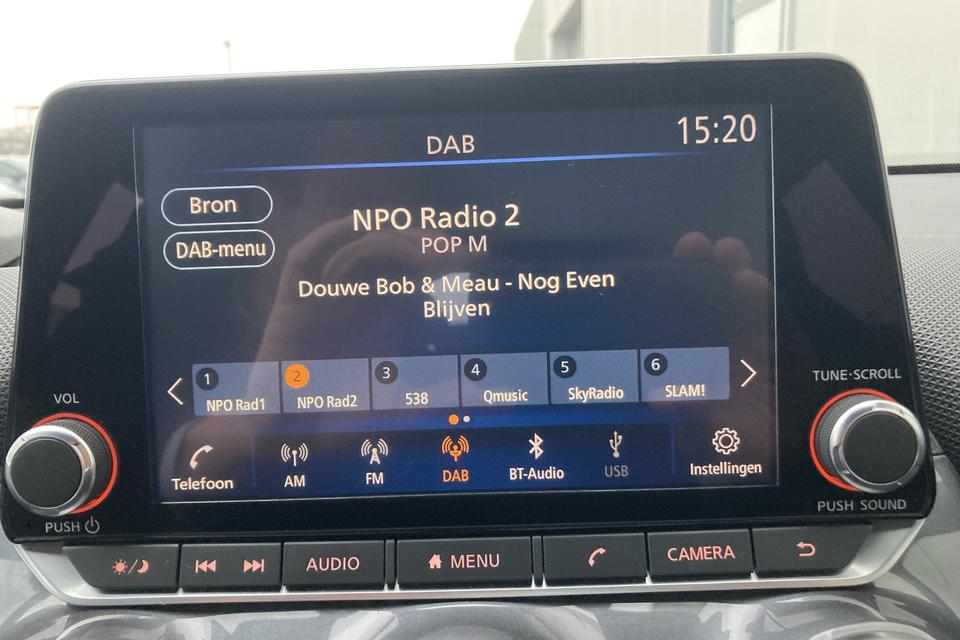 DAB
15:20
Bron
DAB-menu
NPO Radio 2
POP M
Douwe Bob & Meau - Nog Even
Blijven
1 2 3 4 5 6
NPO Rad1 NPO Rad2 538 Qmusic SkyRadio SLAM!
Telefoon AM FM DAB BT-Audio USB Instellingen
VOL
PUSH
TUNE·SCROLL
PUSH SOUND
AUDIO MENU CAMERA